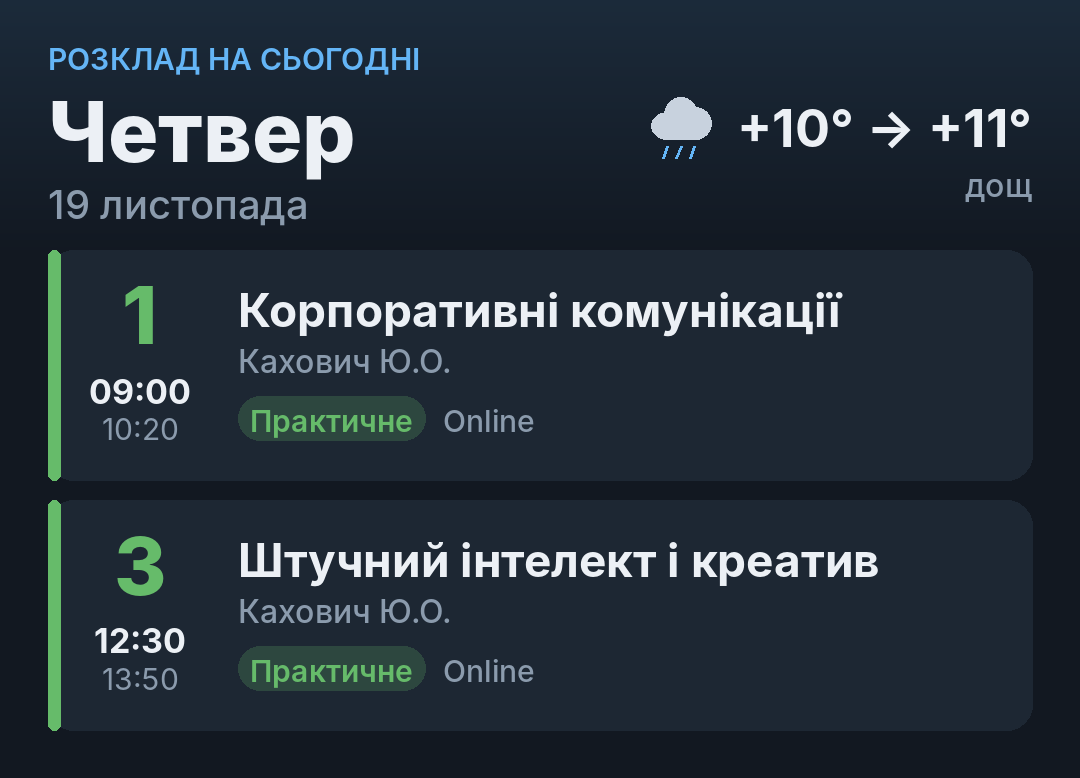 РОЗКЛАД НА СЬОГОДНІ
Четвер
19 листопада
+10° → +11°
дощ
1
09:00
10:20
Корпоративні комунікації
Кахович Ю.О.
Практичне Online
3
12:30
13:50
Штучний інтелект і креатив
Кахович Ю.О.
Практичне Online